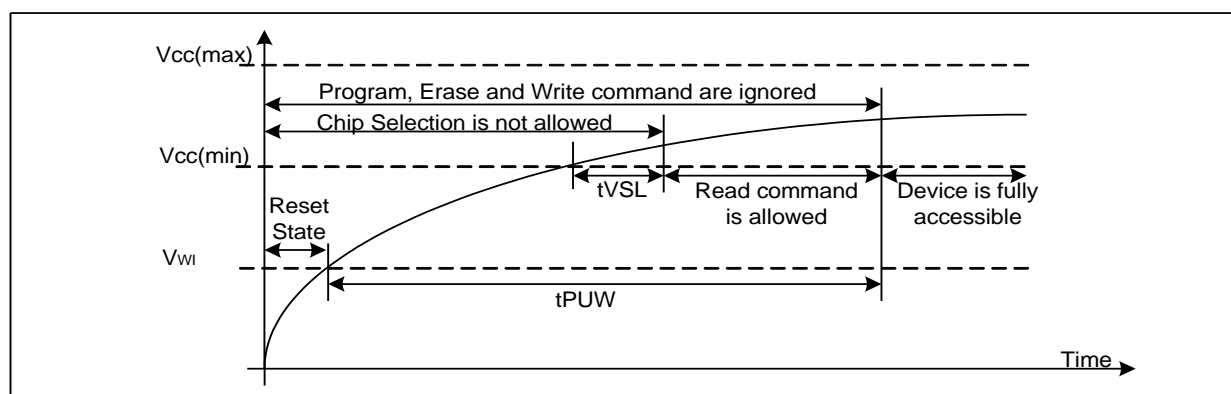 Vcc(max)
Program, Erase and Write command are ignored
Chip Selection is not allowed
Vcc(min)
tVSL
Read command
is allowed
Device is fully
accessible
Reset
State
VWI
tPUW
Time